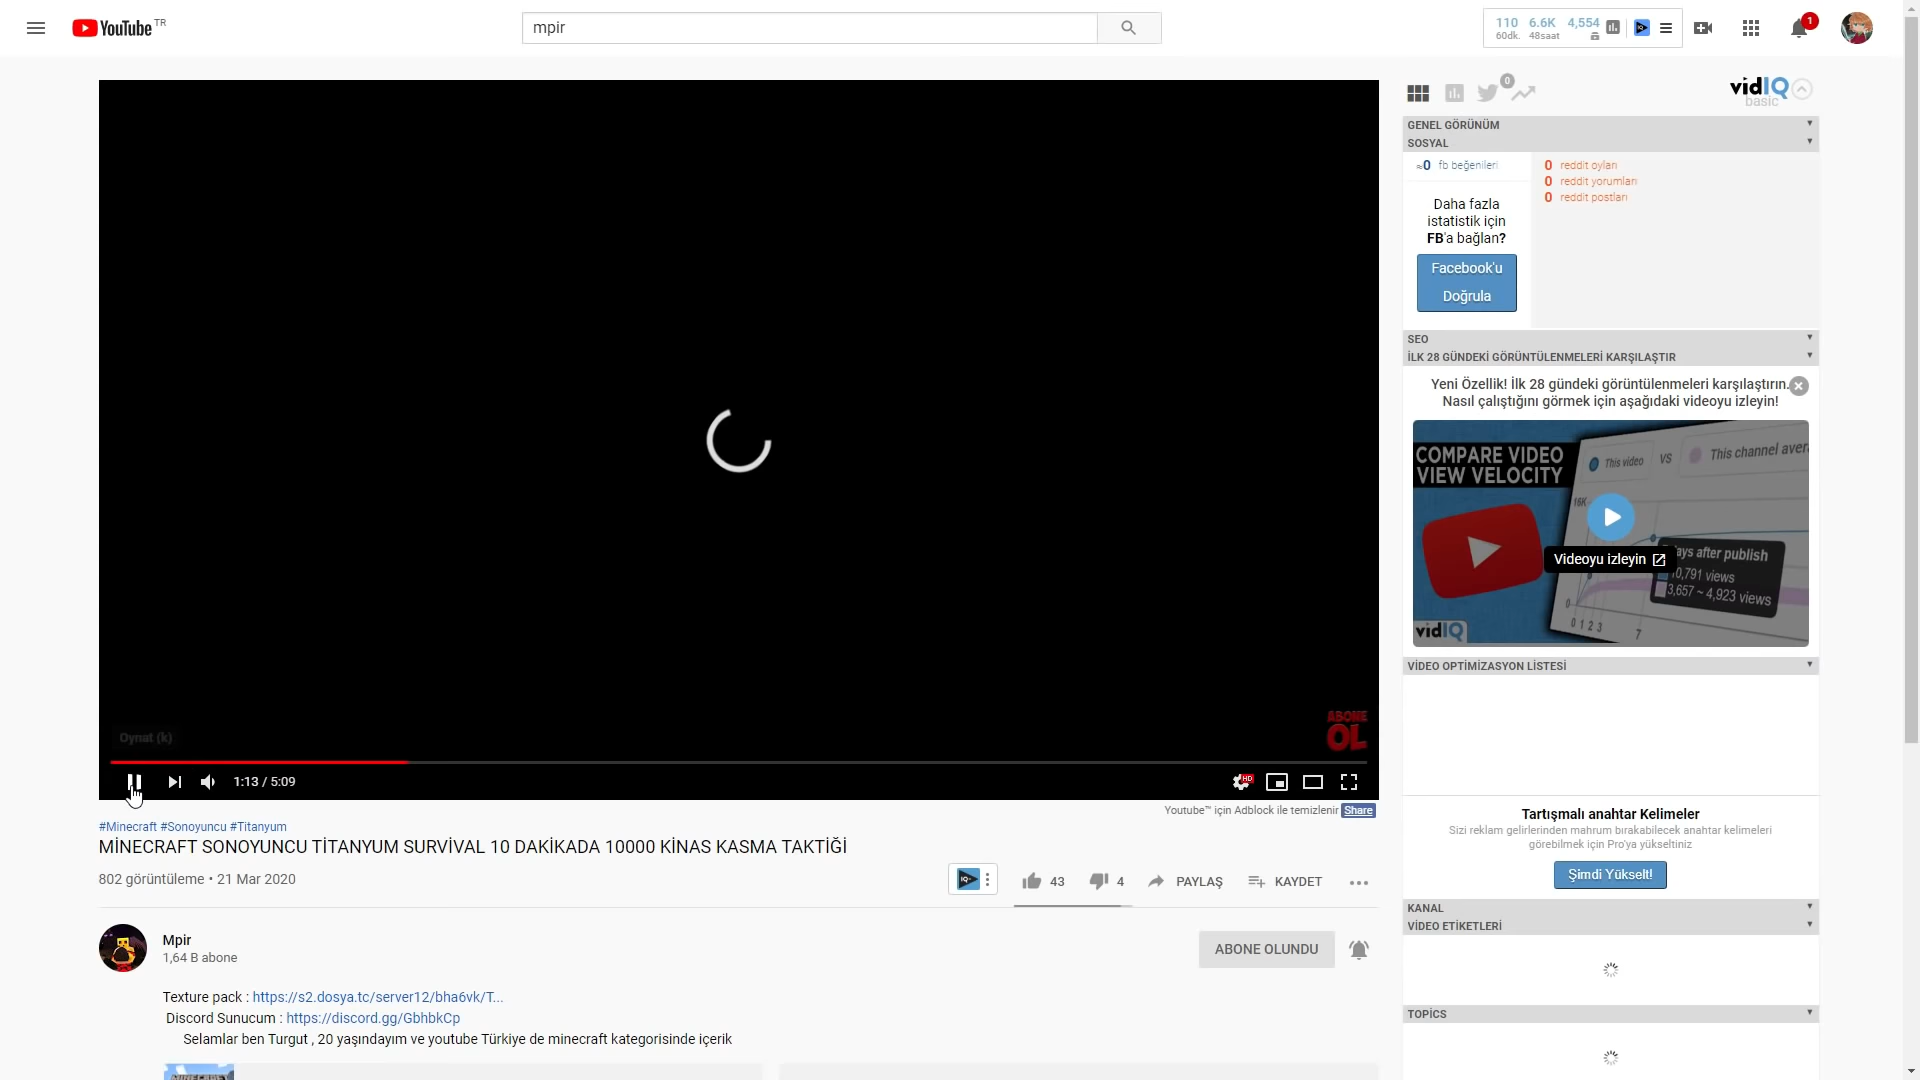 YouTube TR
mpir
110 6.6K 4,554
60dk. 48saat
1
0
vidIQ
basic
GENEL GÖRÜNÜM
SOSYAL
≈0 fb beğenileri
0 reddit oyları
0 reddit yorumları
0 reddit postları
Daha fazla
istatistik için
FB'a bağlan?
Facebook'u
Doğrula
SEO
İLK 28 GÜNDEKİ GÖRÜNTÜLENMELERİ KARŞILAŞTIR
Yeni Özellik! İlk 28 gündeki görüntülenmeleri karşılaştırın.
Nasıl çalıştığını görmek için aşağıdaki videoyu izleyin!
COMPARE VIDEO
VIEW VELOCITY
This video VS This channel aver
16K
Videoyu izleyin
ays after publish
10,791 views
3,657 ~ 4,923 views
0
0 1 2 3 7
vidIQ
VİDEO OPTİMİZASYON LİSTESİ
Tartışmalı anahtar Kelimeler
Sizi reklam gelirlerinden mahrum bırakabilecek anahtar kelimeleri
görebilmek için Pro'ya yükseltiniz
Şimdi Yükselt!
KANAL
VİDEO ETİKETLERİ
TOPICS
Oynat (k)
ABONE
OL
1:13 / 5:09
HD
Youtube™ için Adblock ile temizlenir Share
#Minecraft #Sonoyuncu #Titanyum
MİNECRAFT SONOYUNCU TİTANYUM SURVİVAL 10 DAKİKADA 10000 KİNAS KASMA TAKTİĞİ
802 görüntüleme • 21 Mar 2020
43 4 PAYLAŞ KAYDET
Mpir
1,64 B abone
ABONE OLUNDU
Texture pack : https://s2.dosya.tc/server12/bha6vk/T...
Discord Sunucum : https://discord.gg/GbhbkCp
Selamlar ben Turgut , 20 yaşındayım ve youtube Türkiye de minecraft kategorisinde içerik
MINECRAFT